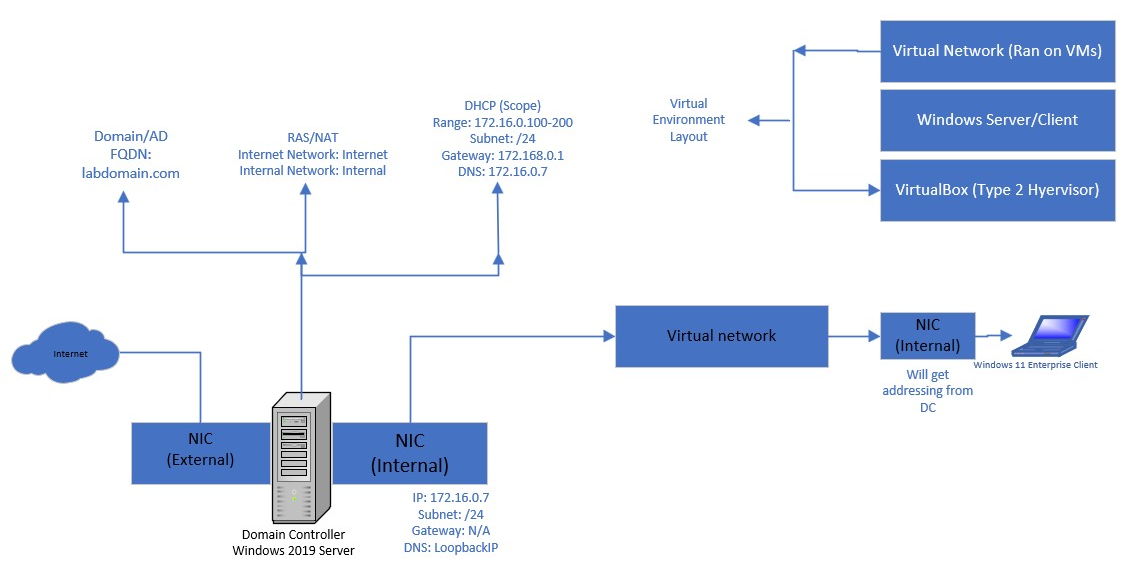 Virtual Network (Ran on VMs)
Windows Server/Client
VirtualBox (Type 2 Hyervisor)
Virtual
Environment
Layout
Domain/AD
FQDN:
labdomain.com
RAS/NAT
Internet Network: Internet
Internal Network: Internal
DHCP (Scope)
Range: 172.16.0.100-200
Subnet: /24
Gateway: 172.168.0.1
DNS: 172.16.0.7
Internet
NIC
(External)
NIC
(Internal)
IP: 172.16.0.7
Subnet: /24
Gateway: N/A
DNS: LoopbackIP
Domain Controller
Windows 2019 Server
Virtual network
NIC
(Internal)
Will get
addressing from
DC
Windows 11 Enterprise Client